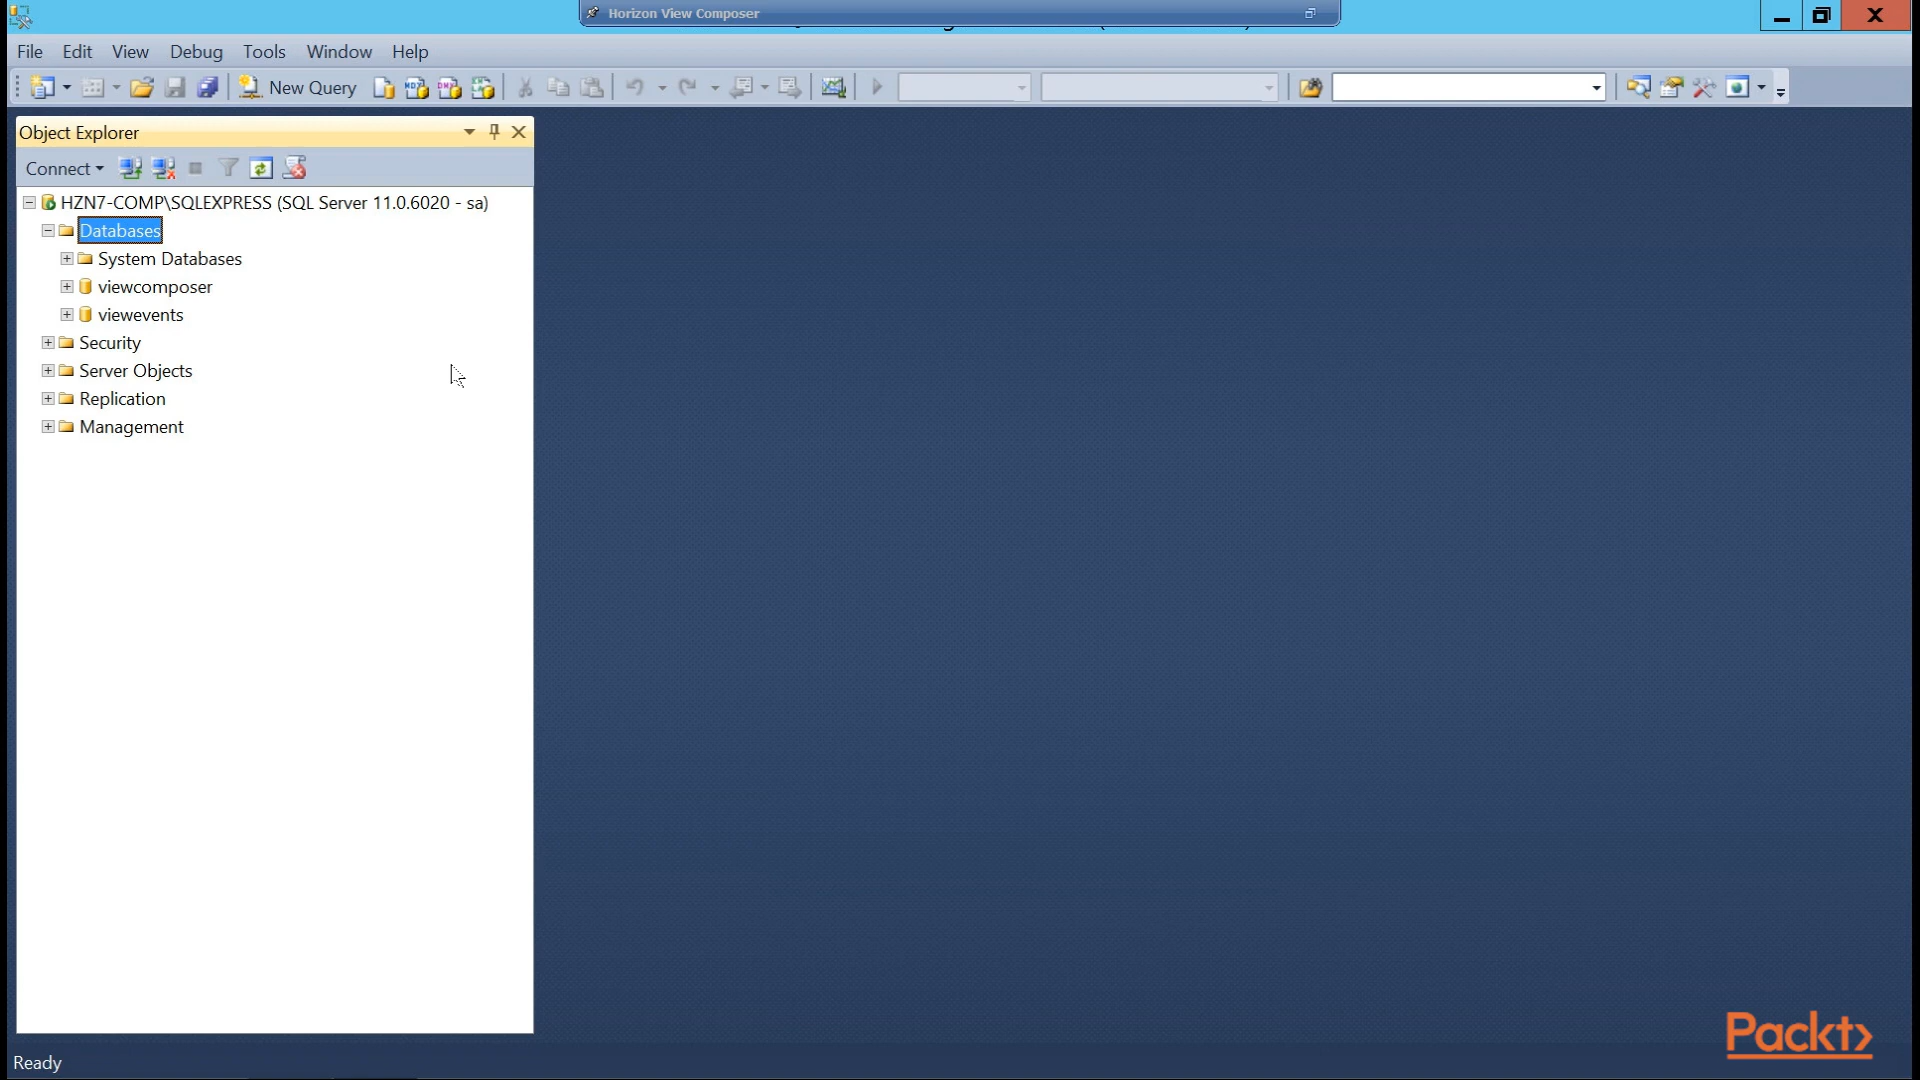 Horizon View Composer
File Edit View Debug Tools Window Help
New Query
Object Explorer
Connect
HZN7-COMP\SQLEXPRESS (SQL Server 11.0.6020 - sa)
Databases
System Databases
viewcomposer
viewevents
Security
Server Objects
Replication
Management
Packt>
Ready